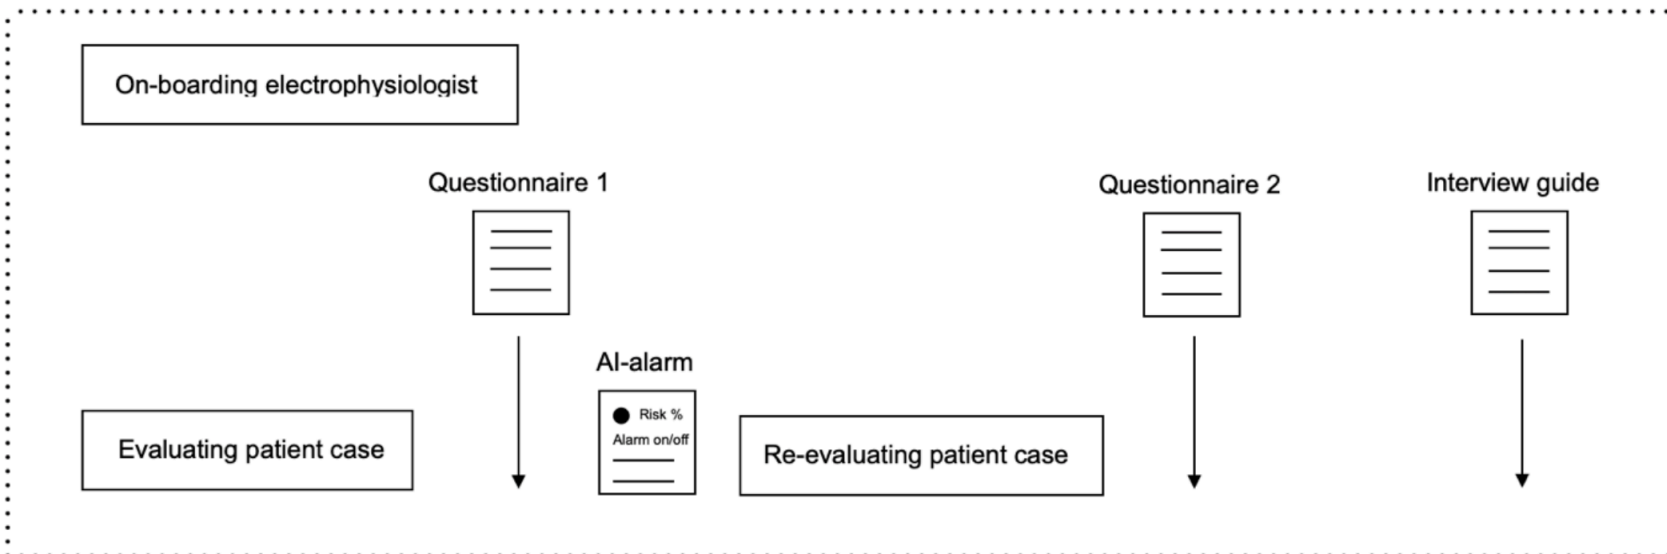 On-boarding electrophysiologist
Questionnaire 1
Questionnaire 2
Interview guide
AI-alarm
Risk %
Alarm on/off
Evaluating patient case
Re-evaluating patient case